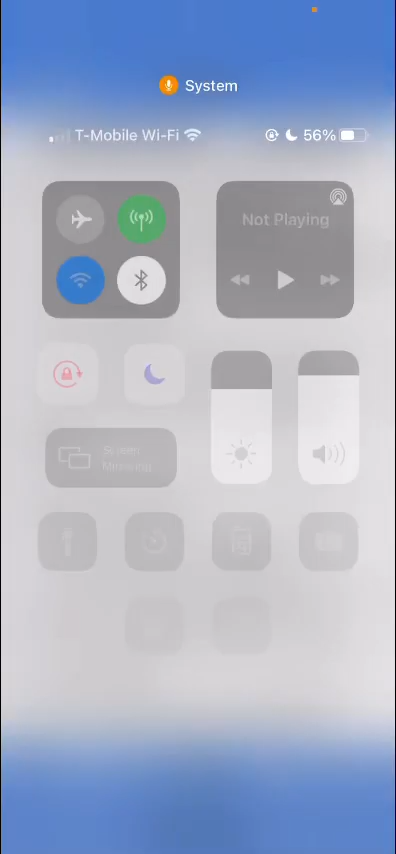 System
T-Mobile Wi-Fi 56%
Not Playing
Screen
Mirroring